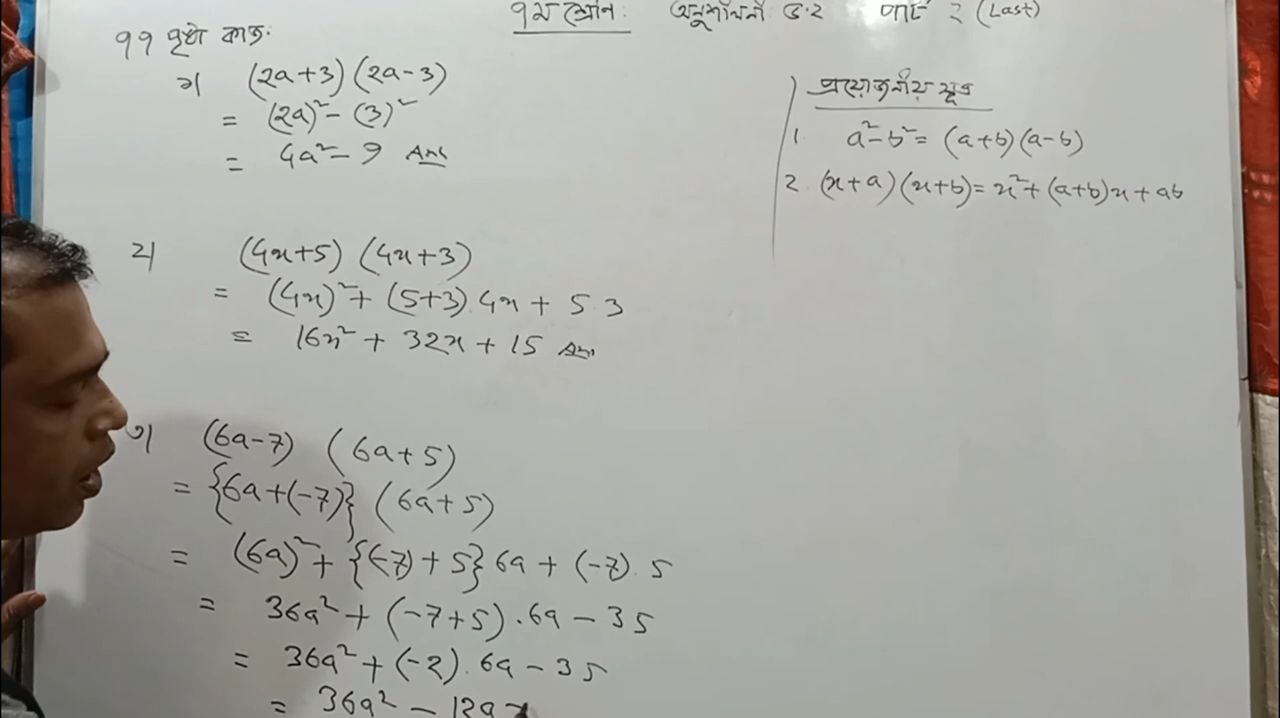 ৭ম শ্রেনি: অনুশীলনী ৫.২ পার্ট ২ (Last)
৭৭ পৃষ্ঠা কাজ:
১। (2a+3) (2a-3)
= (2a)² - (3)²
= 4a² - 9 Ans
২। (4x+5) (4x+3)
= (4x)² + (5+3).4x + 5.3
= 16x² + 32x + 15 Ans
৩। (6a-7) (6a+5)
= {6a+(-7)} (6a+5)
= (6a)² + {(-7)+5} 6a + (-7).5
= 36a² + (-7+5).6a - 35
= 36a² + (-2).6a - 35
= 36a² - 12a -
প্রয়োজনীয় সূত্র
1. a²-b² = (a+b)(a-b)
2. (x+a)(x+b) = x²+(a+b)x+ab